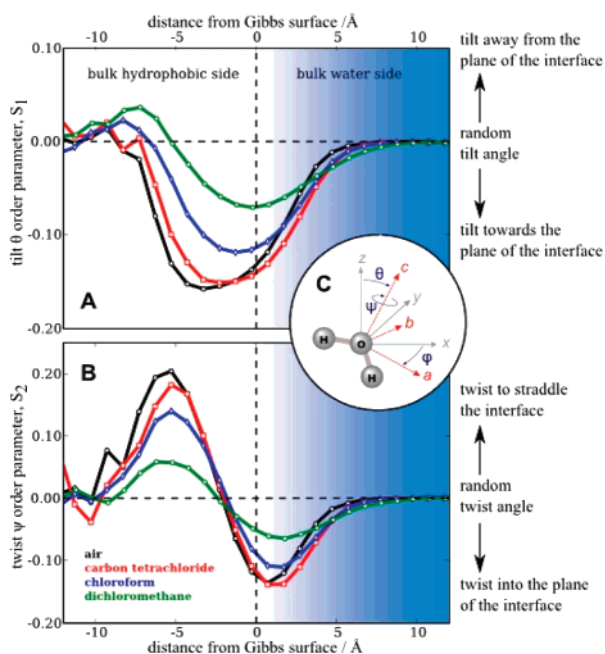 distance from Gibbs surface /Å
-10 -5 0 5 10
0.10
0.00
-0.10
-0.20
tilt θ order parameter, S1
bulk hydrophobic side
bulk water side
A
tilt away from the
plane of the interface
random
tilt angle
tilt towards the
plane of the interface
C
z
θ
c
ψ
y
b
x
φ
a
H
O
H
B
0.20
0.10
0.00
-0.10
-0.20
twist ψ order parameter, S2
air
carbon tetrachloride
chloroform
dichloromethane
twist to straddle
the interface
random
twist angle
twist into the plane
of the interface
-10 -5 0 5 10
distance from Gibbs surface / Å